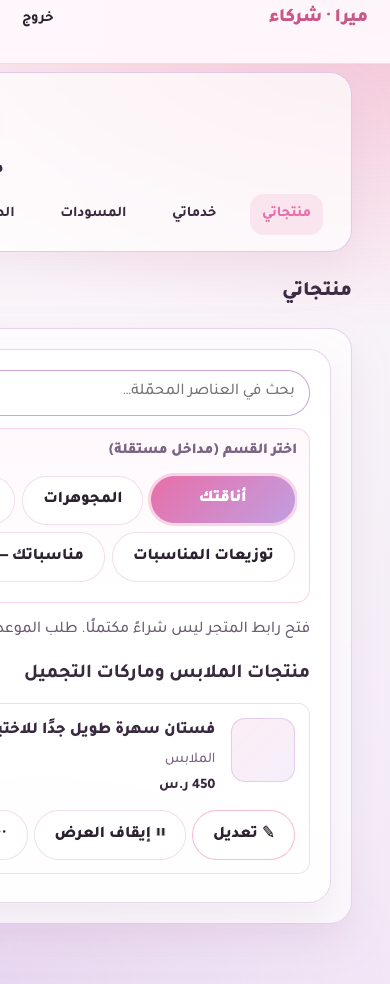 ميرا · شركاء
خروج
منتجاتي
خدماتي
المسودات
منتجاتي
بحث في العناصر المحمّلة...
اختر القسم (مداخل مستقلة)
أناقتك
المجوهرات
توزيعات المناسبات
مناسباتك –
فتح رابط المتجر ليس شراءً مكتملًا. طلب الموعد
منتجات الملابس وماركات التجميل
فستان سهرة طويل جدًا
الملابس
450 ر.س
✎ تعديل
⏸ إيقاف العرض